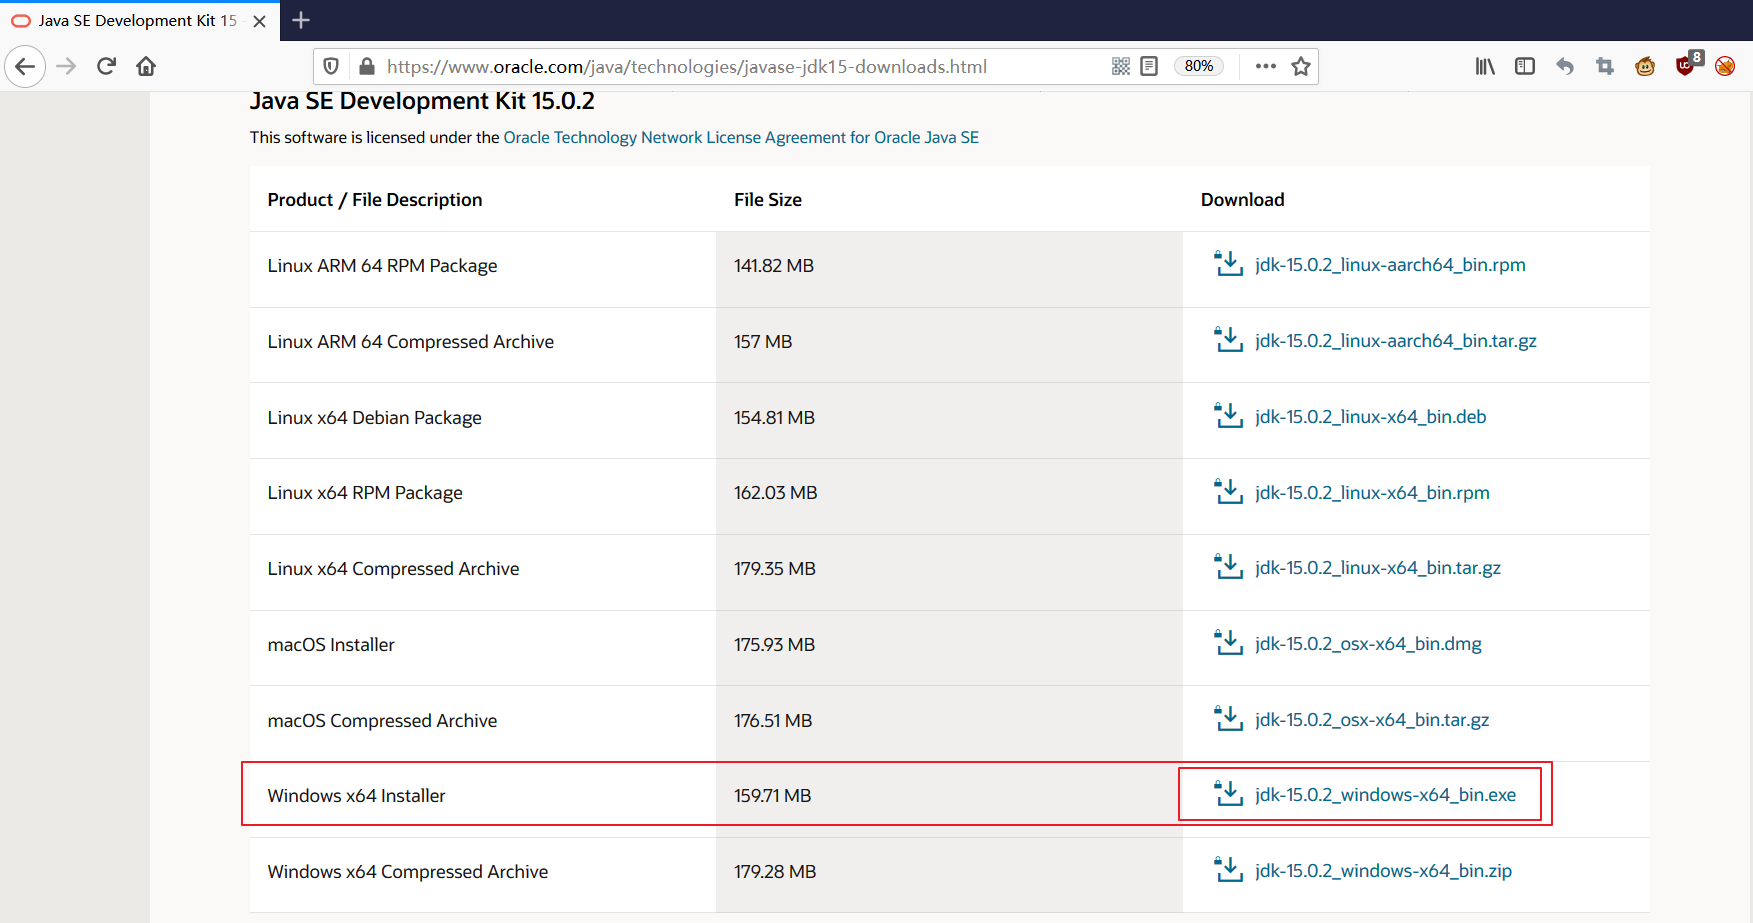 Java SE Development Kit 15
https://www.oracle.com/java/technologies/javase-jdk15-downloads.html
80%
8
Java SE Development Kit 15.0.2
This software is licensed under the Oracle Technology Network License Agreement for Oracle Java SE
Product / File Description File Size Download
Linux ARM 64 RPM Package 141.82 MB jdk-15.0.2_linux-aarch64_bin.rpm
Linux ARM 64 Compressed Archive 157 MB jdk-15.0.2_linux-aarch64_bin.tar.gz
Linux x64 Debian Package 154.81 MB jdk-15.0.2_linux-x64_bin.deb
Linux x64 RPM Package 162.03 MB jdk-15.0.2_linux-x64_bin.rpm
Linux x64 Compressed Archive 179.35 MB jdk-15.0.2_linux-x64_bin.tar.gz
macOS Installer 175.93 MB jdk-15.0.2_osx-x64_bin.dmg
macOS Compressed Archive 176.51 MB jdk-15.0.2_osx-x64_bin.tar.gz
Windows x64 Installer 159.71 MB jdk-15.0.2_windows-x64_bin.exe
Windows x64 Compressed Archive 179.28 MB jdk-15.0.2_windows-x64_bin.zip